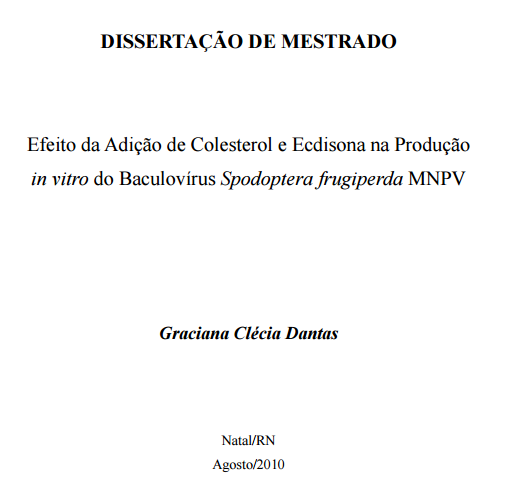 DISSERTAÇÃO DE MESTRADO
Efeito da Adição de Colesterol e Ecdisona na Produção
in vitro do Baculovírus Spodoptera frugiperda MNPV
Graciana Clécia Dantas
Natal/RN
Agosto/2010